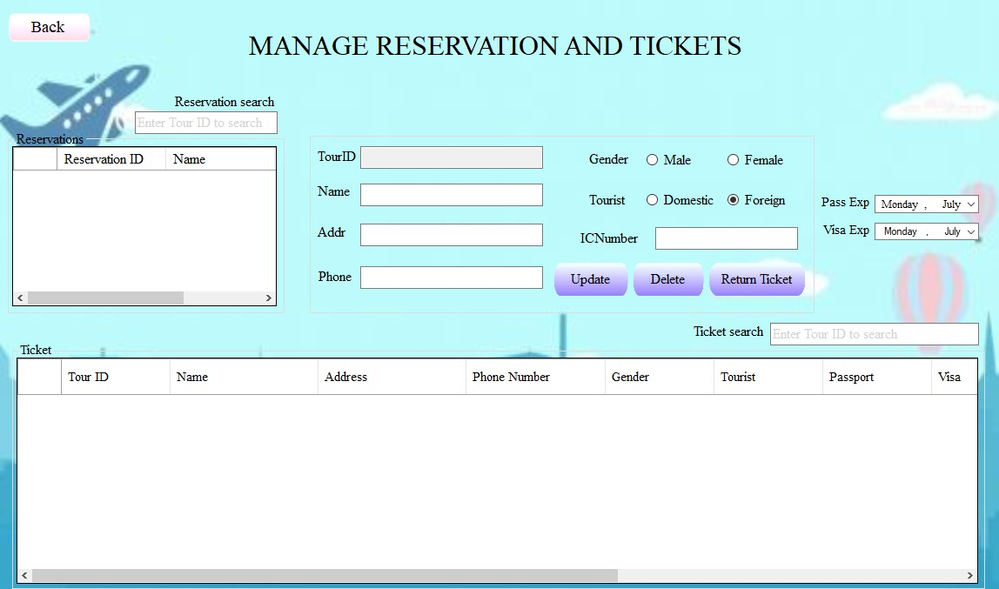 Back
MANAGE RESERVATION AND TICKETS
Reservation search
Enter Tour ID to search
Reservations
Reservation ID Name
TourID
Name
Addr
Phone
Gender Male Female
Tourist Domestic Foreign
ICNumber
Update Delete Return Ticket
Pass Exp Monday , July
Visa Exp Monday , July
Ticket search Enter Tour ID to search
Ticket
Tour ID Name Address Phone Number Gender Tourist Passport Visa